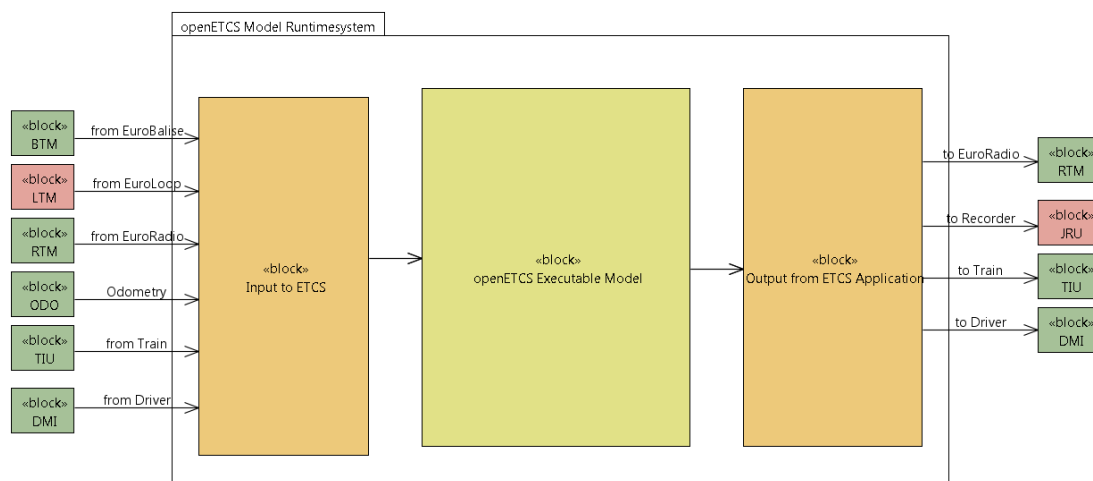 openETCS Model Runtimesystem
«block»
BTM
from EuroBalise
«block»
LTM
from EuroLoop
«block»
RTM
from EuroRadio
«block»
ODO
Odometry
«block»
TIU
from Train
«block»
DMI
from Driver
«block»
Input to ETCS
«block»
openETCS Executable Model
«block»
Output from ETCS Application
to EuroRadio
«block»
RTM
to Recorder
«block»
JRU
to Train
«block»
TIU
to Driver
«block»
DMI